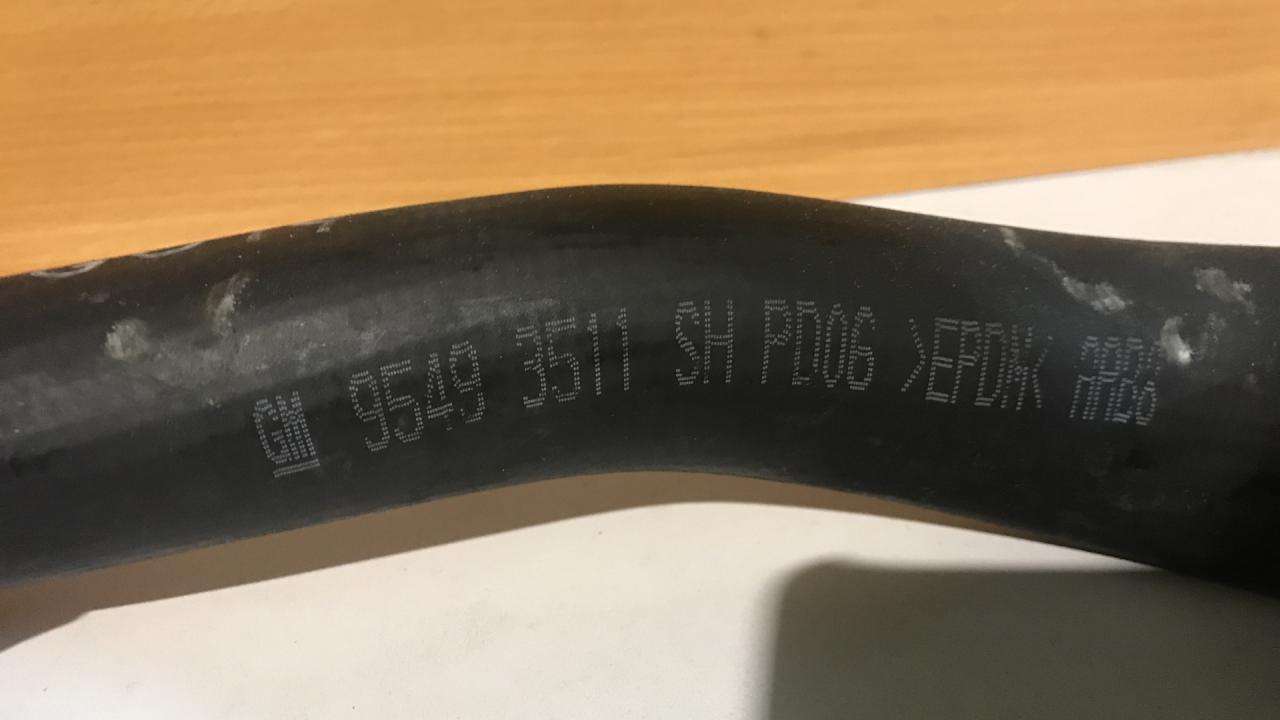 GM 9549 3511 SH PD06 >EPDM<